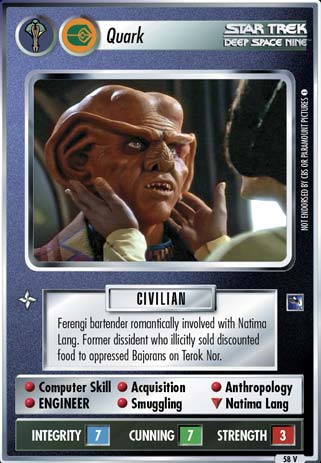 Quark
STAR TREK
DEEP SPACE NINE
NOT ENDORSED BY CBS OR PARAMOUNT PICTURES
CIVILIAN
Ferengi bartender romantically involved with Natima
Lang. Former dissident who illicitly sold discounted
food to oppressed Bajorans on Terok Nor.
Computer Skill
Acquisition
Anthropology
ENGINEER
Smuggling
Natima Lang
INTEGRITY 7 CUNNING 7 STRENGTH 3
58 V